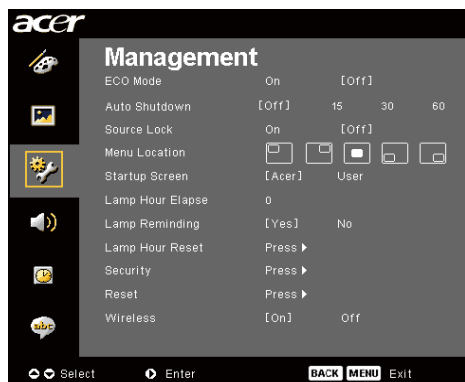 acer
Management
ECO Mode On [Off]
Auto Shutdown [Off] 15 30 60
Source Lock On [Off]
Menu Location
Startup Screen [Acer] User
Lamp Hour Elapse 0
Lamp Reminding [Yes] No
Lamp Hour Reset Press
Security Press
Reset Press
Wireless [On] Off
abc
Select Enter BACK MENU Exit